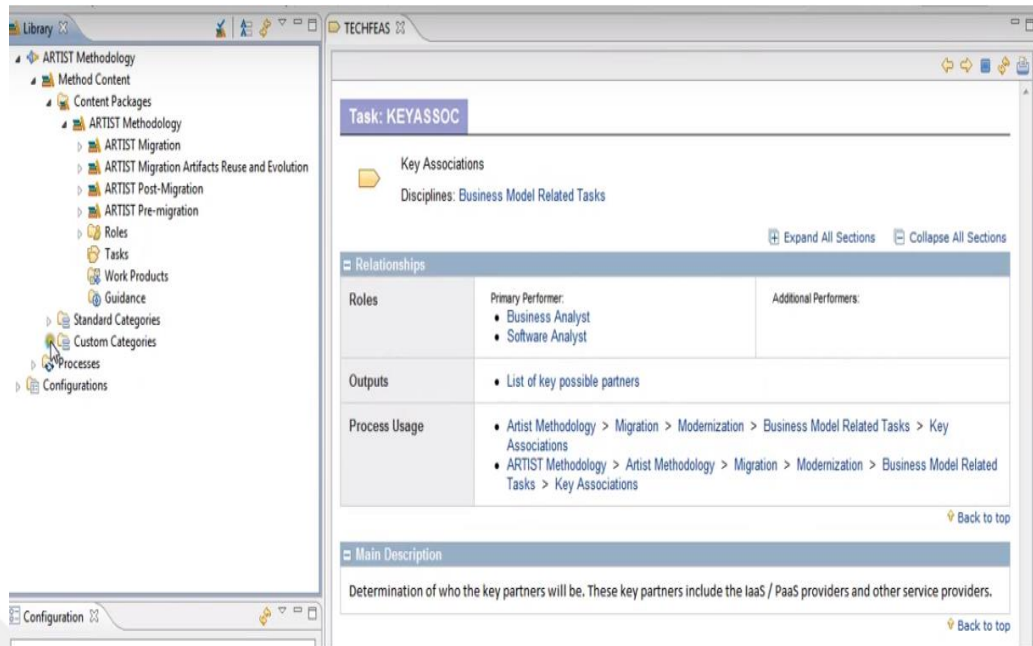 Library
ARTIST Methodology
Method Content
Content Packages
ARTIST Methodology
ARTIST Migration
ARTIST Migration Artifacts Reuse and Evolution
ARTIST Post-Migration
ARTIST Pre-migration
Roles
Tasks
Work Products
Guidance
Standard Categories
Custom Categories
Processes
Configurations
Configuration
TECHFEAS
Task: KEYASSOC
Key Associations
Disciplines: Business Model Related Tasks
Expand All Sections Collapse All Sections
Relationships
Roles
Primary Performer:
Business Analyst
Software Analyst
Additional Performers:
Outputs
List of key possible partners
Process Usage
Artist Methodology > Migration > Modernization > Business Model Related Tasks > Key
Associations
ARTIST Methodology > Artist Methodology > Migration > Modernization > Business Model Related
Tasks > Key Associations
Back to top
Main Description
Determination of who the key partners will be. These key partners include the IaaS / PaaS providers and other service providers.
Back to top